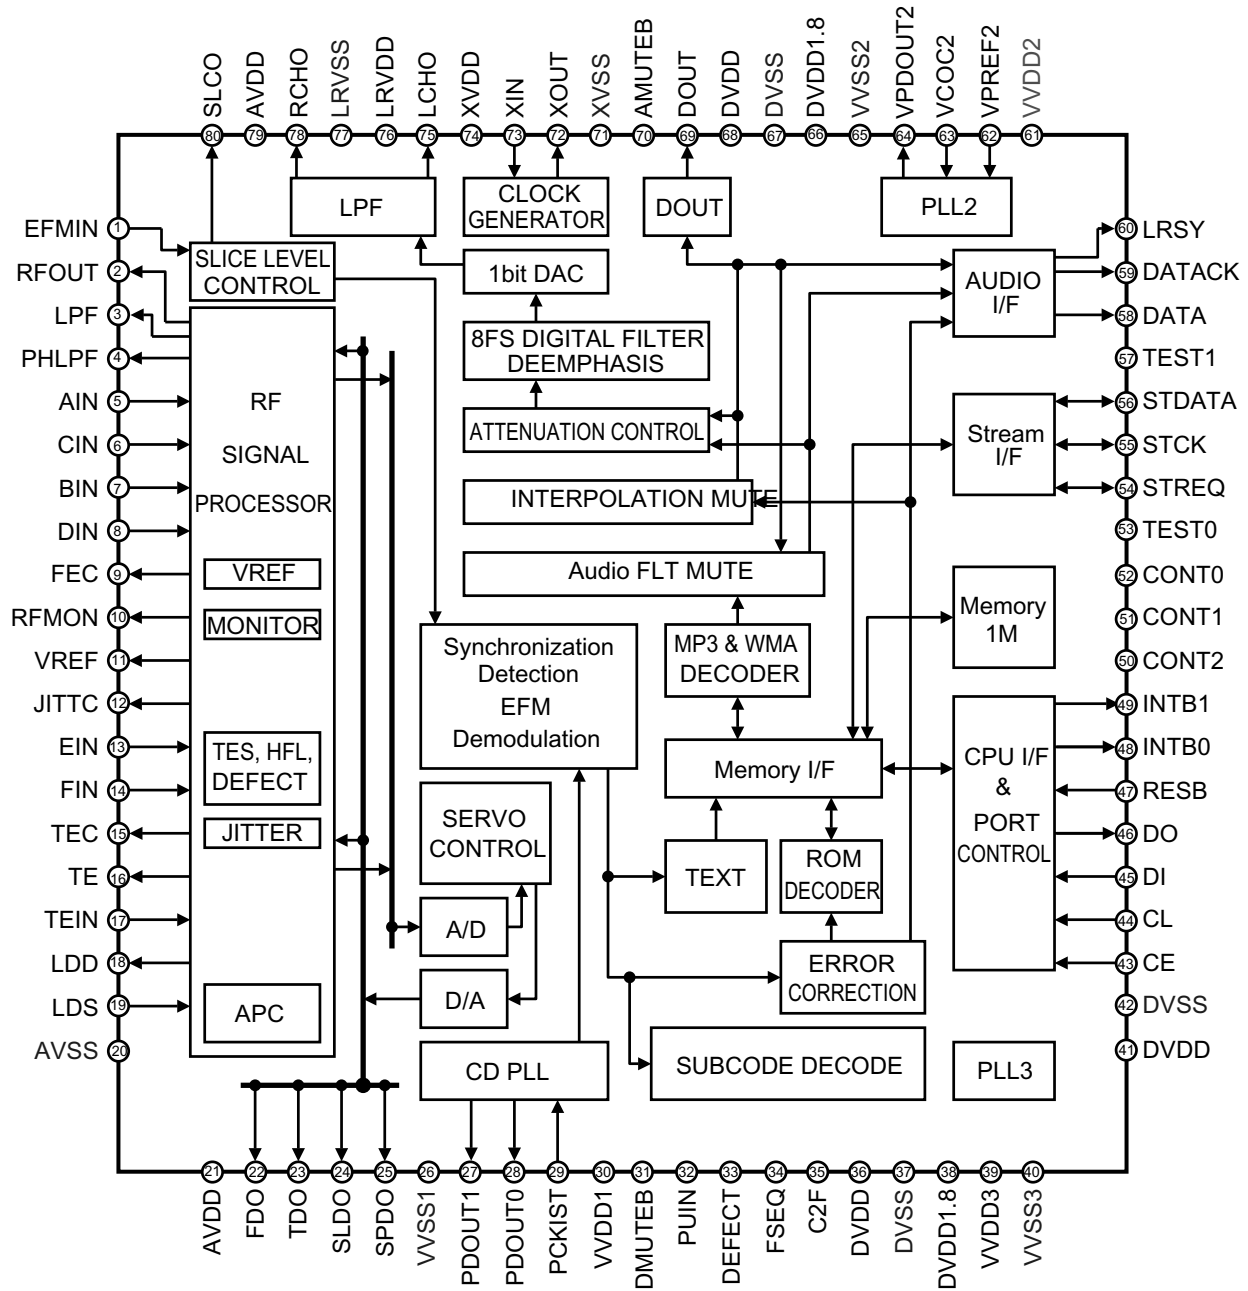 SLCO
AVDD
RCHO
LRVSS
LRVDD
LCHO
XVDD
XIN
XOUT
XVSS
AMUTEB
DOUT
DVDD
DVSS
DVDD1.8
VVSS2
VPDOUT2
VCOC2
VPREF2
VVDD2
80
79
78
77
76
75
74
73
72
71
70
69
68
67
66
65
64
63
62
61
EFMIN 1
RFOUT 2
LPF 3
PHLPF 4
AIN 5
CIN 6
BIN 7
DIN 8
FEC 9
RFMON 10
VREF 11
JITTC 12
EIN 13
FIN 14
TEC 15
TE 16
TEIN 17
LDD 18
LDS 19
AVSS 20
LPF
CLOCK
GENERATOR
DOUT
PLL2
SLICE LEVEL
CONTROL
1bit DAC
AUDIO
I/F
8FS DIGITAL FILTER
DEEMPHASIS
RF
SIGNAL
PROCESSOR
ATTENUATION CONTROL
Stream
I/F
INTERPOLATION MUTE
Audio FLT MUTE
VREF
MONITOR
Synchronization
Detection
EFM
Demodulation
MP3 & WMA
DECODER
Memory
1M
TES, HFL,
DEFECT
Memory I/F
CPU I/F
&
PORT
CONTROL
JITTER
SERVO
CONTROL
TEXT
ROM
DECODER
A/D
D/A
ERROR
CORRECTION
APC
CD PLL
SUBCODE DECODE
PLL3
60 LRSY
59 DATACK
58 DATA
57 TEST1
56 STDATA
55 STCK
54 STREQ
53 TEST0
52 CONT0
51 CONT1
50 CONT2
49 INTB1
48 INTB0
47 RESB
46 DO
45 DI
44 CL
43 CE
42 DVSS
41 DVDD
21
22
23
24
25
26
27
28
29
30
31
32
33
34
35
36
37
38
39
40
AVDD
FDO
TDO
SLDO
SPDO
VVSS1
PDOUT1
PDOUT0
PCKIST
VVDD1
DMUTEB
PUIN
DEFECT
FSEQ
C2F
DVDD
DVSS
DVDD1.8
VVDD3
VVSS3